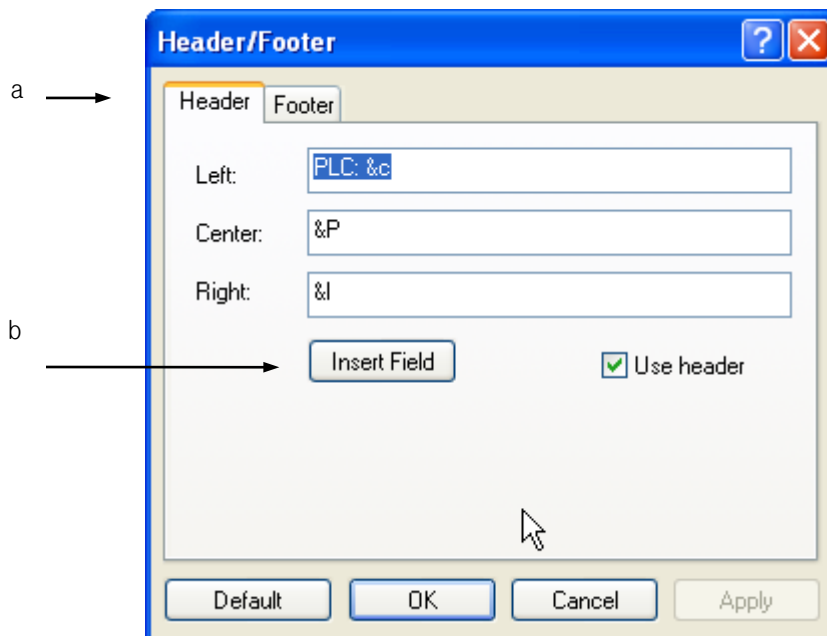 Header/Footer
a
Header Footer
Left: PLC: &c
Center: &P
Right: &I
b
Insert Field Use header
Default OK Cancel Apply